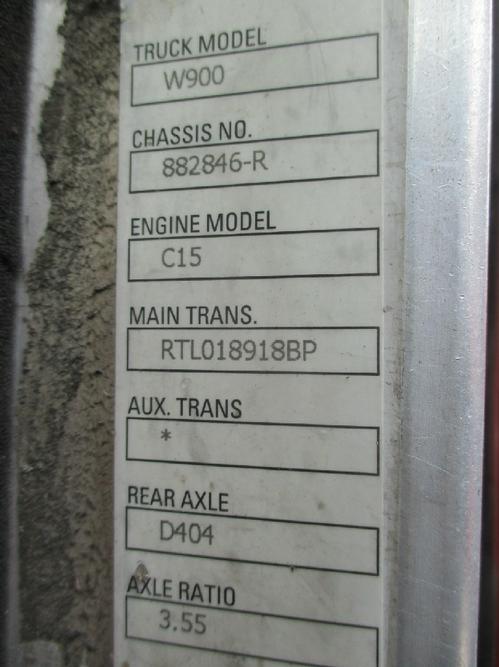 TRUCK MODEL
W900
CHASSIS NO.
882846-R
ENGINE MODEL
C15
MAIN TRANS.
RTLO18918BP
AUX. TRANS
*
REAR AXLE
D404
AXLE RATIO
3.55